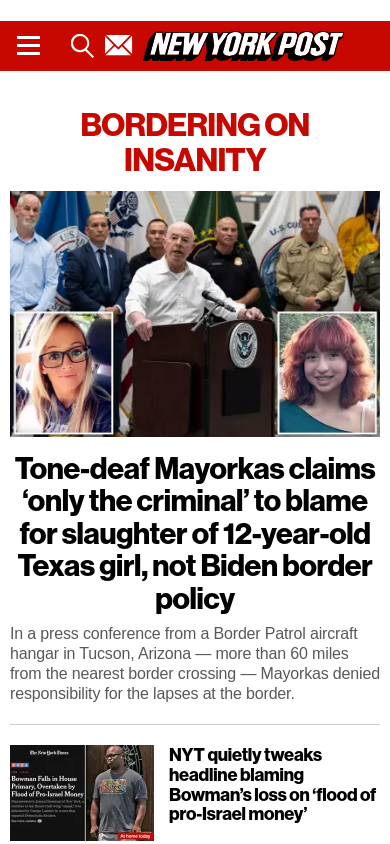 NEW YORK POST
BORDERING ON
INSANITY
U.S. CUS
Tone-deaf Mayorkas claims
‘only the criminal’ to blame
for slaughter of 12-year-old
Texas girl, not Biden border
policy
In a press conference from a Border Patrol aircraft
hangar in Tucson, Arizona — more than 60 miles
from the nearest border crossing — Mayorkas denied
responsibility for the lapses at the border.
The New York Times
Bowman Falls in House
Primary, Overtaken by
Flood of Pro-Israel Money
At home today
NYT quietly tweaks
headline blaming
Bowman’s loss on ‘flood of
pro-Israel money’